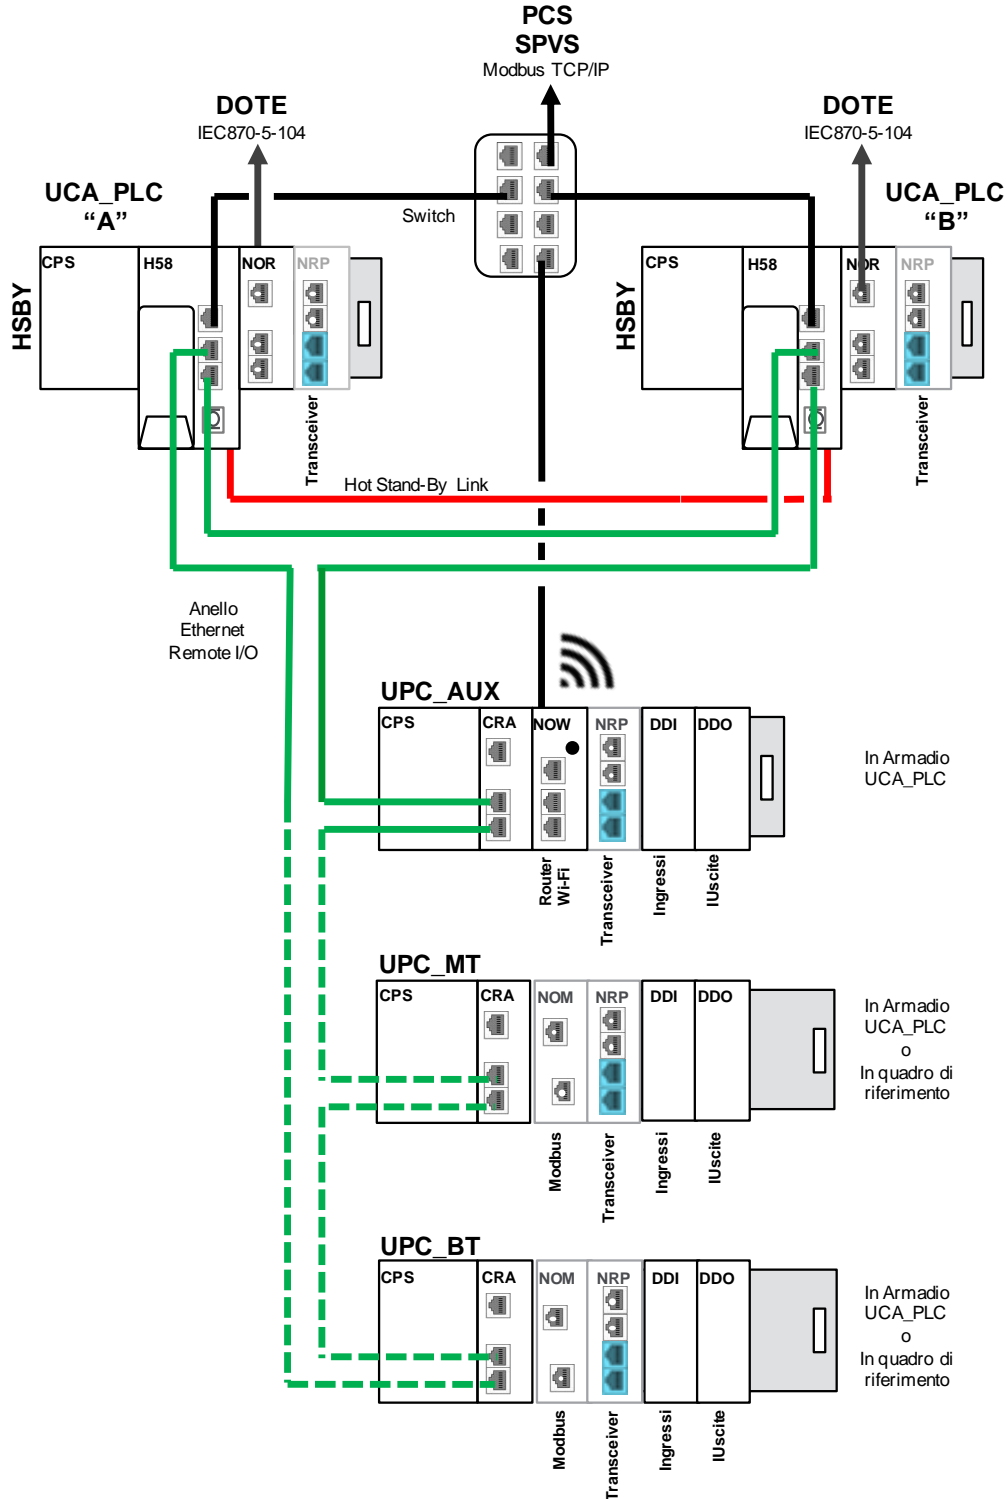 PCS
SPVS
Modbus TCP/IP
DOTE
IEC870-5-104
DOTE
IEC870-5-104
UCA_PLC
“A”
Switch
UCA_PLC
“B”
HSBY
CPS
H58
NOR
NRP
Transceiver
HSBY
CPS
H58
NOR
NRP
Transceiver
Hot Stand-By Link
Anello
Ethernet
Remote I/O
UPC_AUX
CPS
CRA
NOW
NRP
DDI
DDO
Router
Wi-Fi
Transceiver
Ingressi
IUscite
In Armadio
UCA_PLC
UPC_MT
CPS
CRA
NOM
NRP
DDI
DDO
Modbus
Transceiver
Ingressi
IUscite
In Armadio
UCA_PLC
o
In quadro di
riferimento
UPC_BT
CPS
CRA
NOM
NRP
DDI
DDO
Modbus
Transceiver
Ingressi
IUscite
In Armadio
UCA_PLC
o
In quadro di
riferimento